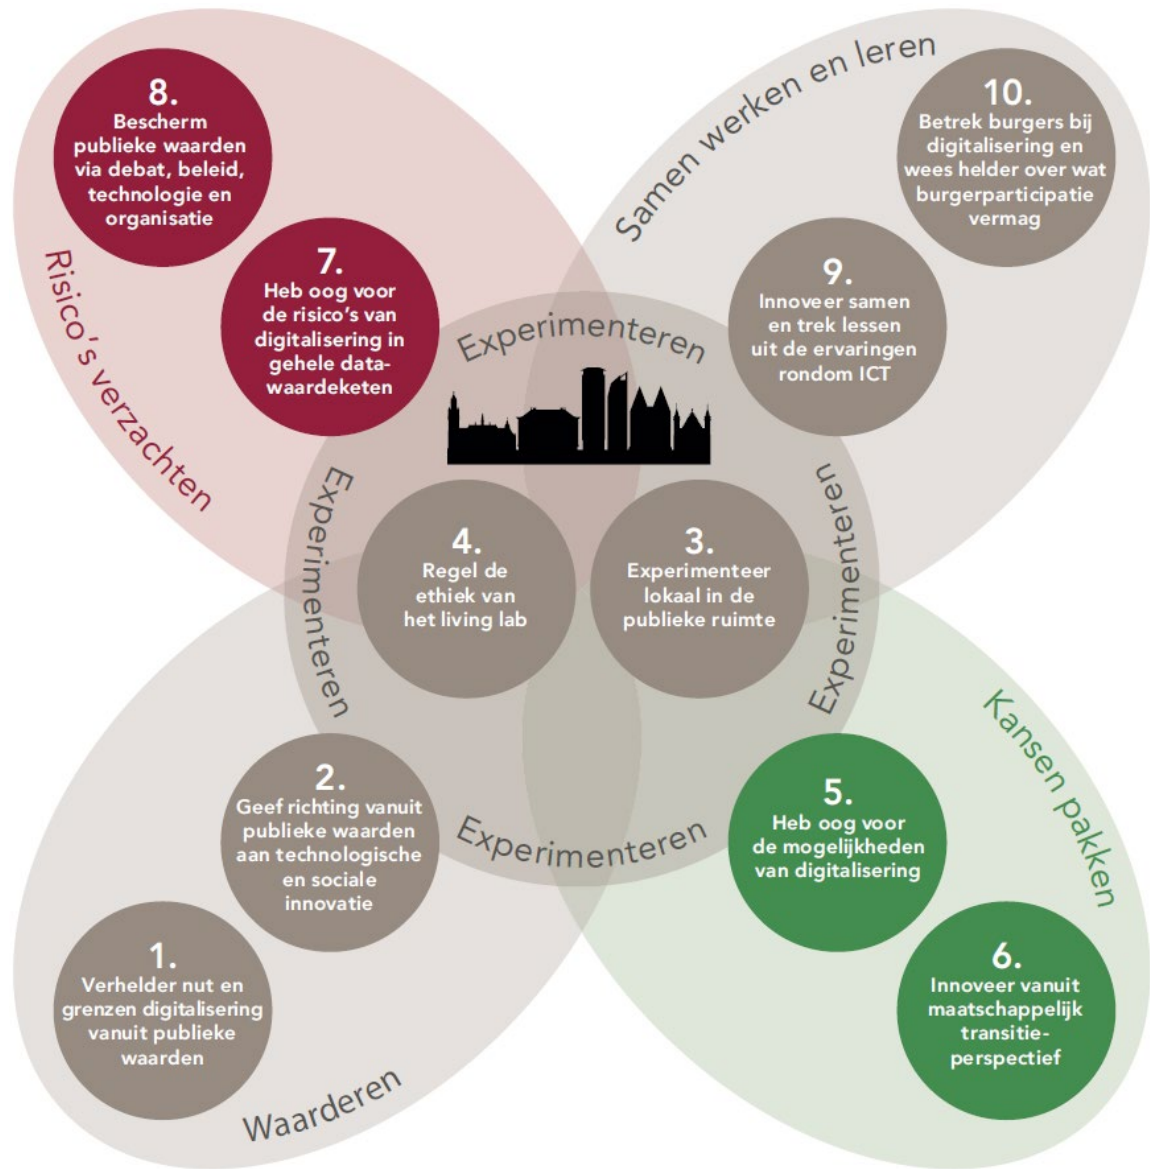 8.
Bescherm
publieke waarden
via debat, beleid,
technologie en
organisatie
7.
Heb oog voor
de risico's van
digitalisering in
gehele data-
waardeketen
Risico's verzachten
Samen werken en leren
10.
Betrek burgers bij
digitalisering en
wees helder over wat
burgerparticipatie
vermag
9.
Innoveer samen
en trek lessen
uit de ervaringen
rondom ICT
Experimenteren
Experimenteren
Experimenteren
4.
Regel de
ethiek van
het living lab
3.
Experimenteer
lokaal in de
publieke ruimte
Experimenteren
2.
Geef richting vanuit
publieke waarden
aan technologische
en sociale
innovatie
1.
Verhelder nut en
grenzen digitalisering
vanuit publieke
waarden
Waarderen
5.
Heb oog voor
de mogelijkheden
van digitalisering
6.
Innoveer vanuit
maatschappelijk
transitie-
perspectief
Kansen pakken